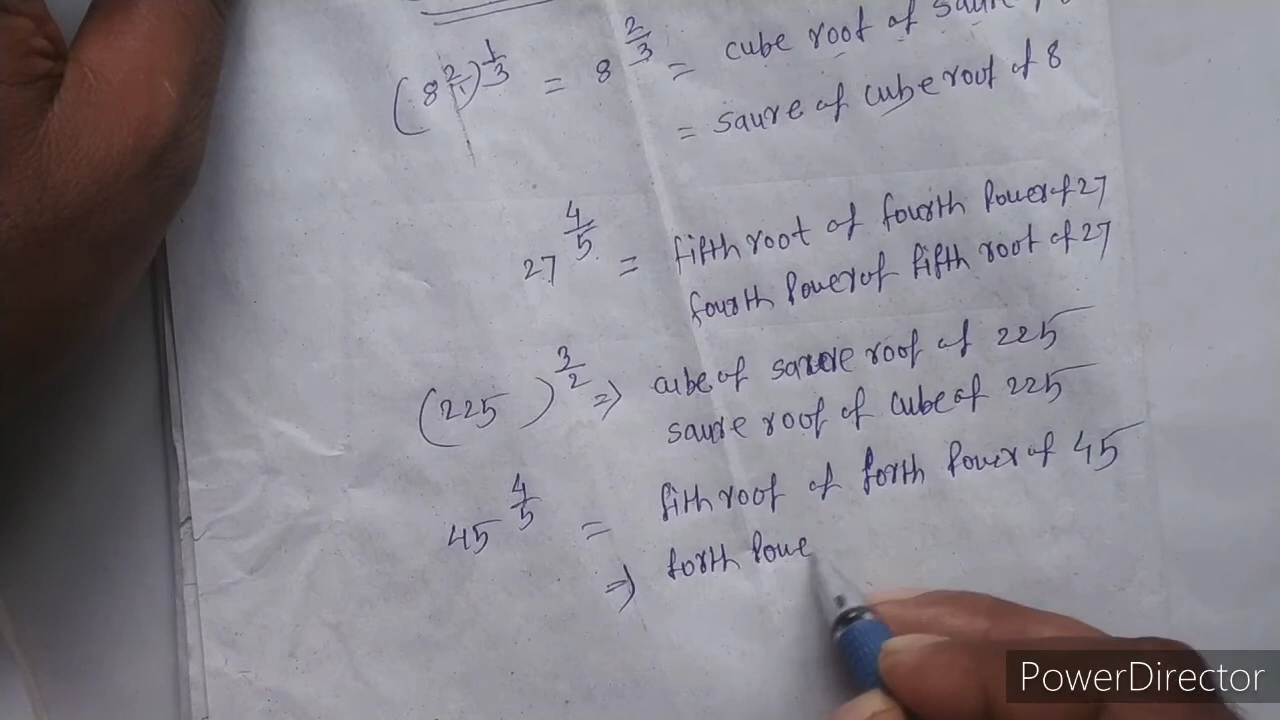 (8^{2/1})^{1/3} = 8^{2/3} = cube root of saure
= saure of cube root of 8
27^{4/5} = fifth root of fourth Power of 27
fourth Power of fifth root of 27
(225)^{3/2} ⇒ cube of saure roof of 225
saure roof of cube of 225
45^{4/5} = fith roof of forth Power of 45
⇒ forth Powe
PowerDirector